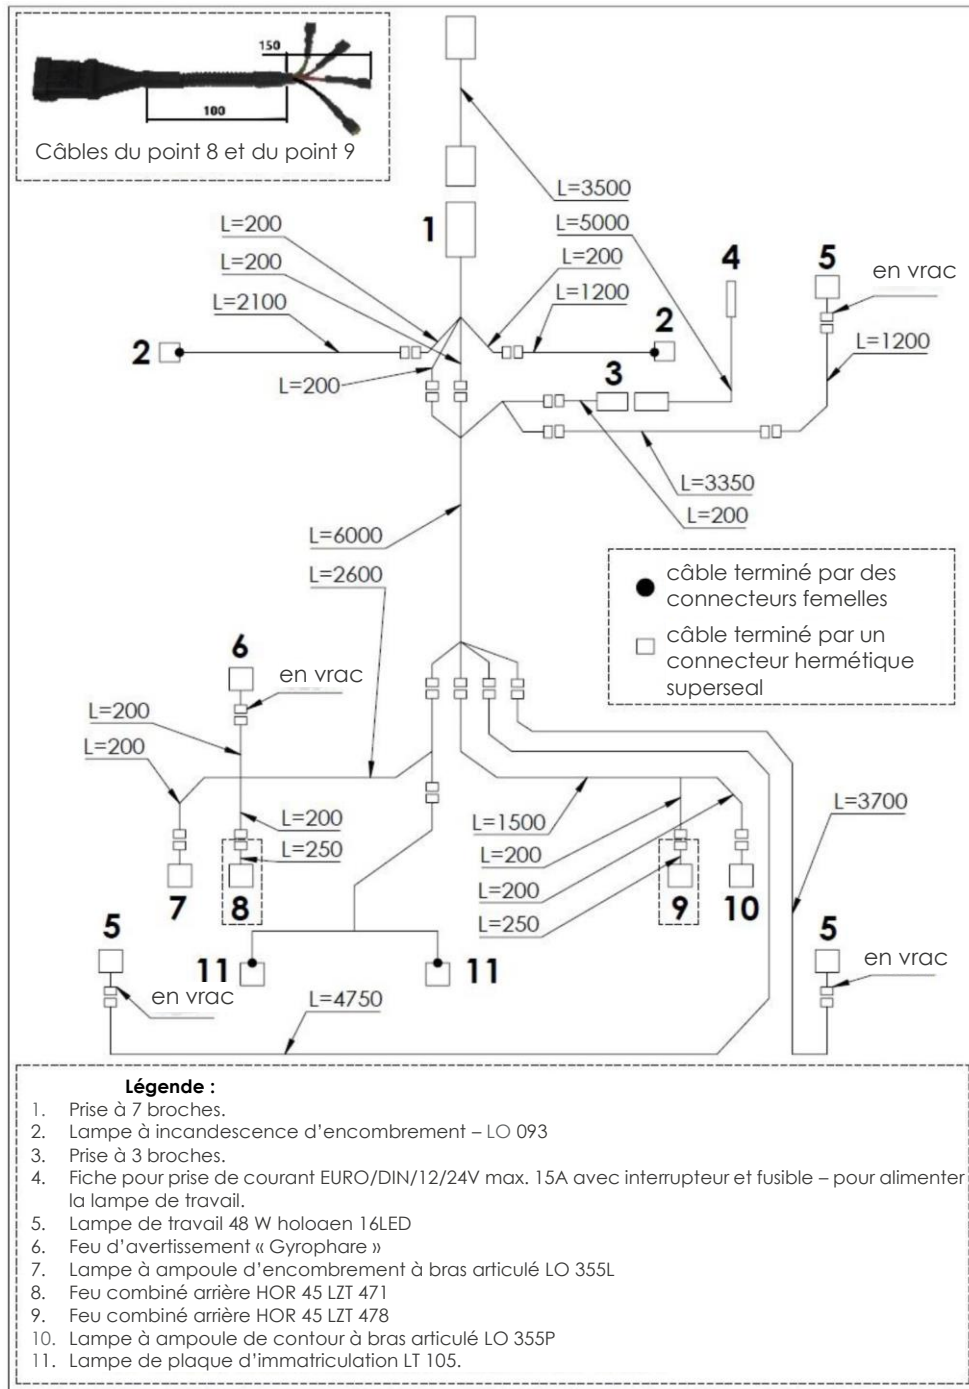 150
100
Câbles du point 8 et du point 9
L=3500
L=200
1
L=5000
4
5
L=200
L=200
en vrac
L=2100
L=1200
2
2
L=1200
L=200
3
L=3350
L=200
L=6000
L=2600
câble terminé par des
connecteurs femelles
câble terminé par un
connecteur hermétique
superseal
6
en vrac
L=200
L=200
L=200
L=1500
L=3700
L=250
L=200
L=200
7
8
L=250
9
10
5
5
11
11
en vrac
en vrac
L=4750
Légende :
1. Prise à 7 broches.
2. Lampe à incandescence d’encombrement – LO 093
3. Prise à 3 broches.
4. Fiche pour prise de courant EURO/DIN/12/24V max. 15A avec interrupteur et fusible – pour alimenter
la lampe de travail.
5. Lampe de travail 48 W holoaen 16LED
6. Feu d’avertissement « Gyrophare »
7. Lampe à ampoule d’encombrement à bras articulé LO 355L
8. Feu combiné arrière HOR 45 LZT 471
9. Feu combiné arrière HOR 45 LZT 478
10. Lampe à ampoule de contour à bras articulé LO 355P
11. Lampe de plaque d’immatriculation LT 105.